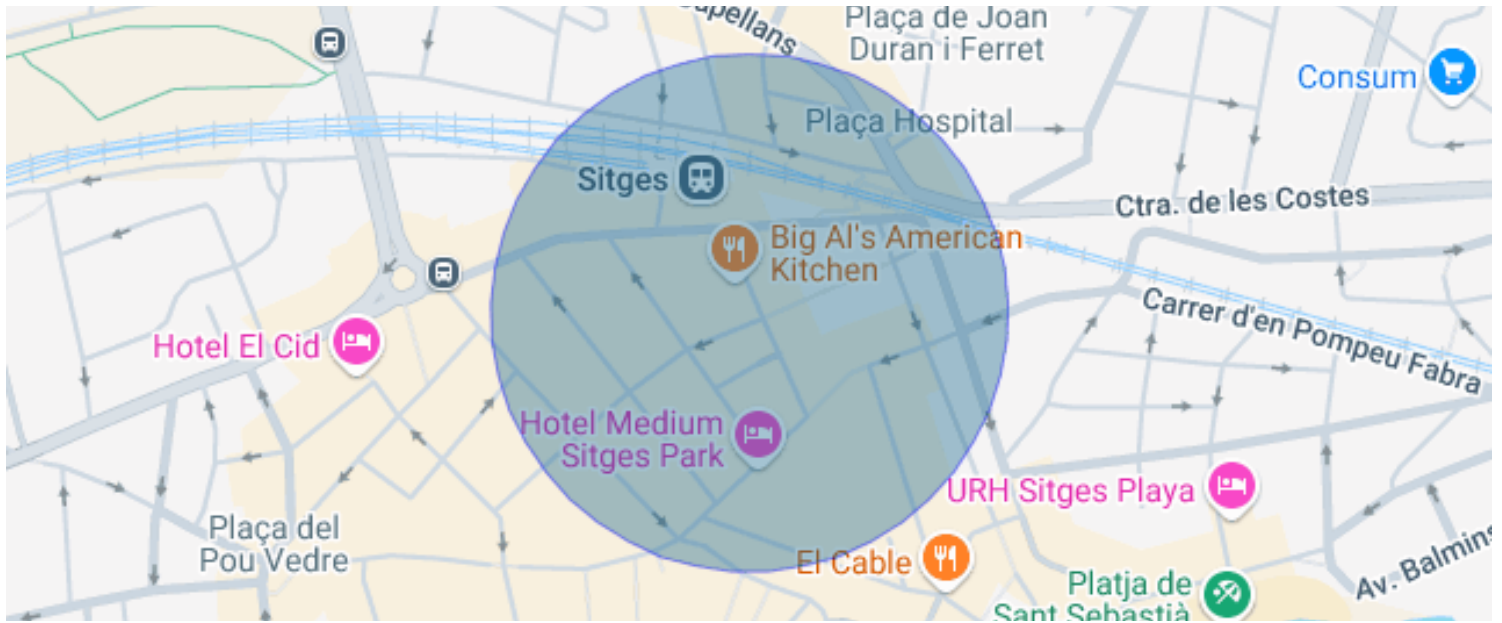 Capellans
Plaça de Joan
Duran i Ferret
Consum
Plaça Hospital
Sitges
Ctra. de les Costes
Big Al's American
Kitchen
Carrer d'en Pompeu Fabra
Hotel El Cid
Hotel Medium
Sitges Park
URH Sitges Playa
Plaça del
Pou Vedre
El Cable
Av. Balmins
Platja de
Sant Sebastià